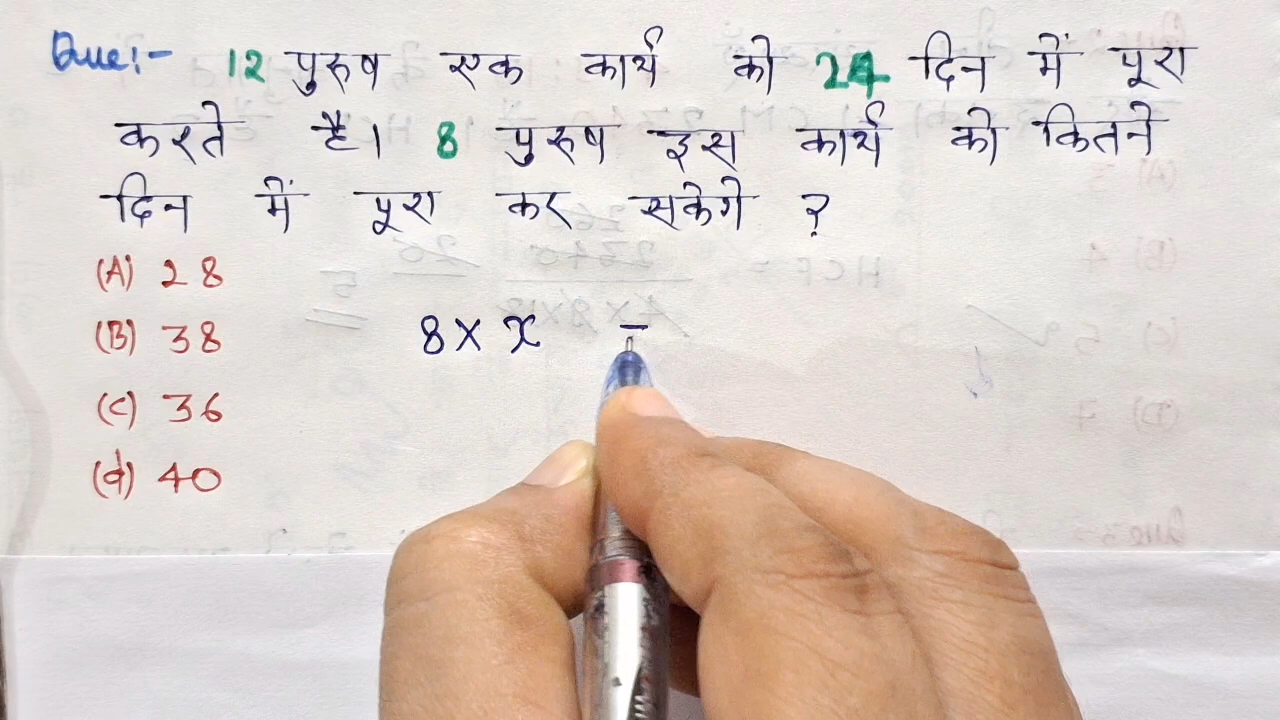 Que:- 12 पुरुष एक कार्य को 24 दिन में पूरा
करते है। 8 पुरुष इस कार्य को कितने
दिन में पूरा कर सकेगे ?
(A) 28
(B) 38
(C) 36
(d) 40
8 × x =